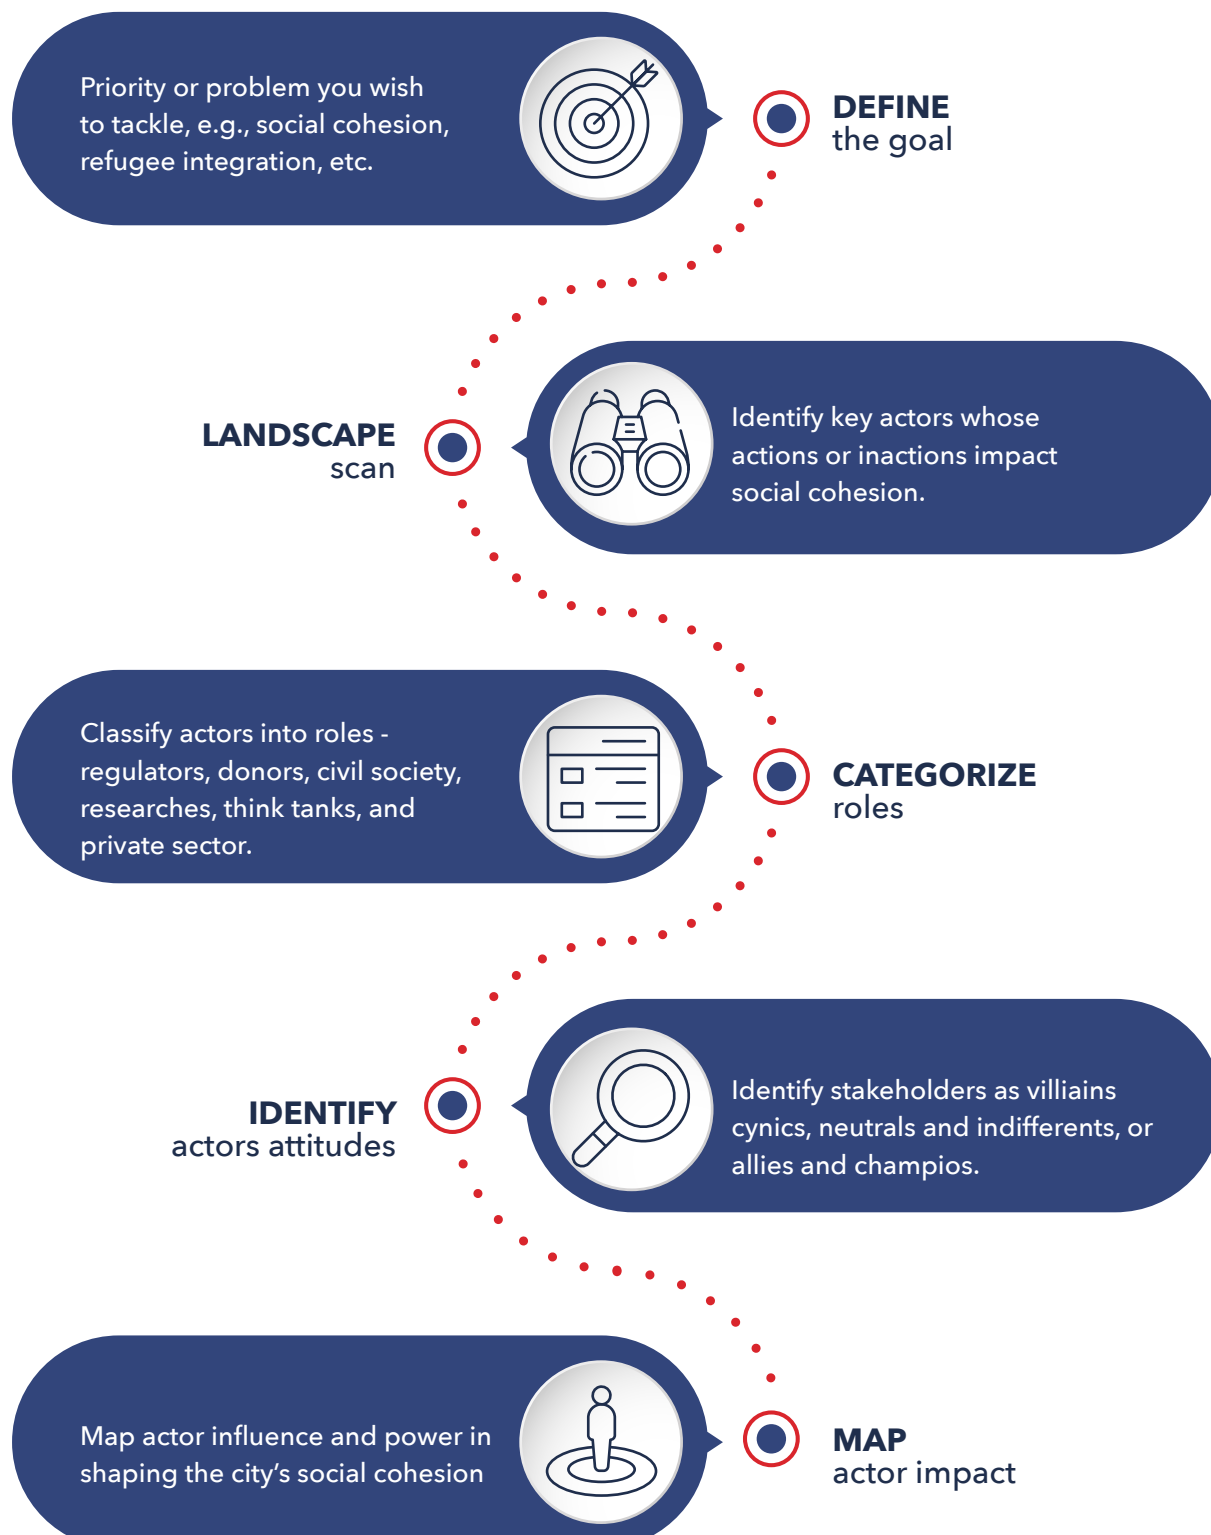 Priority or problem you wish
to tackle, e.g., social cohesion,
refugee integration, etc.
DEFINE
the goal
LANDSCAPE
scan
Identify key actors whose
actions or inactions impact
social cohesion.
Classify actors into roles -
regulators, donors, civil society,
researches, think tanks, and
private sector.
CATEGORIZE
roles
IDENTIFY
actors attitudes
Identify stakeholders as villiains
cynics, neutrals and indifferents, or
allies and champios.
Map actor influence and power in
shaping the city's social cohesion
MAP
actor impact